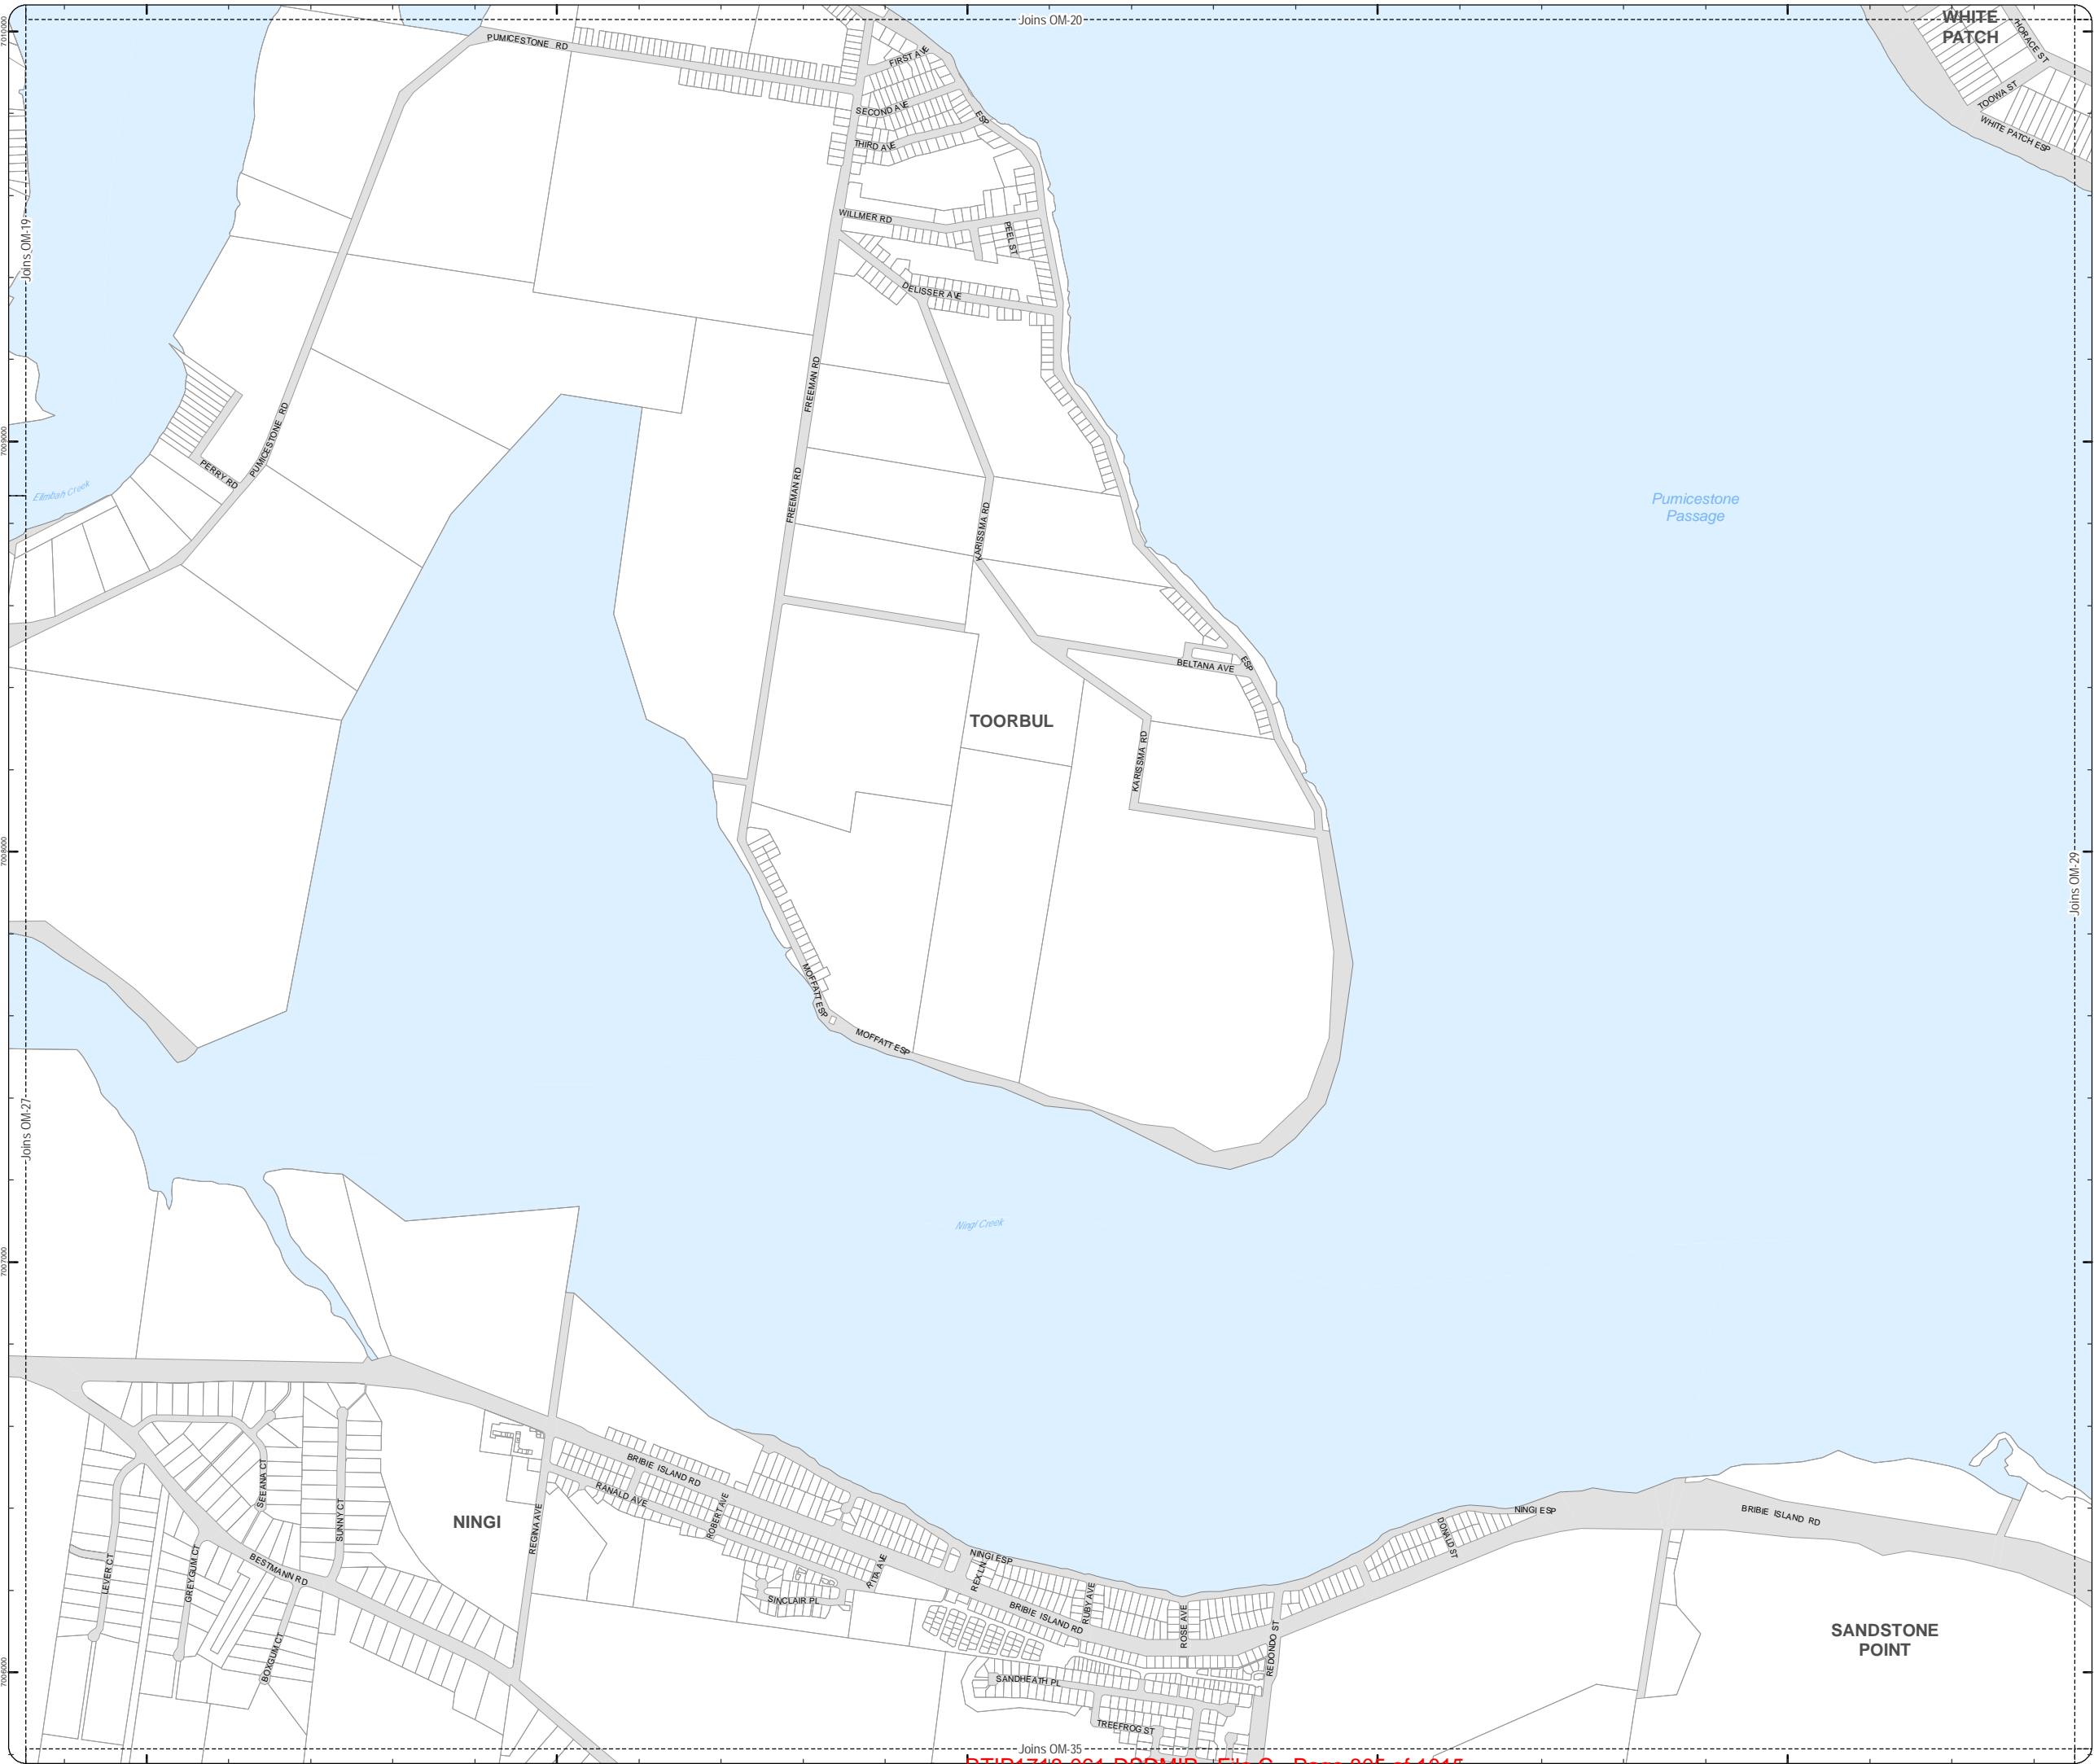 Joins OM-20
WHITE
PATCH
HORACE ST
TOOWA ST
WHITE PATCH ESP
7010000
PUMICESTONE RD
FIRST AVE
SECOND AVE
ESP
THIRD AVE
WILLMER RD
PEEL ST
Joins OM-19
DELISSER AVE
FREEMAN RD
PUMICESTONE RD
7009000
PERRY RD
Elimbah Creek
FREEMAN RD
KARISSMA RD
Pumicestone
Passage
BELTANA AVE
ESP
TOORBUL
KARISSMA RD
7008000
Joins OM-29
MOFFATT ESP
MOFFATT ESP
Joins OM-27
Ningi Creek
7007000
BRIBIE ISLAND RD
RANALD AVE
ROBERT AVE
SEEANA CT
SUNNY CT
NINGI
REGINA AVE
NINGI ESP
DONALD ST
BRIBIE ISLAND RD
LEVER CT
GREYGUM CT
BESTMANN RD
RITA AVE
NINGI ESP
REX LN
SINCLAIR PL
RUBY AVE
BRIBIE ISLAND RD
ROSE AVE
REDONDO ST
SANDSTONE
POINT
BOXGUM CT
7006000
SANDHEATH PL
TREEFROG ST
Joins OM-35